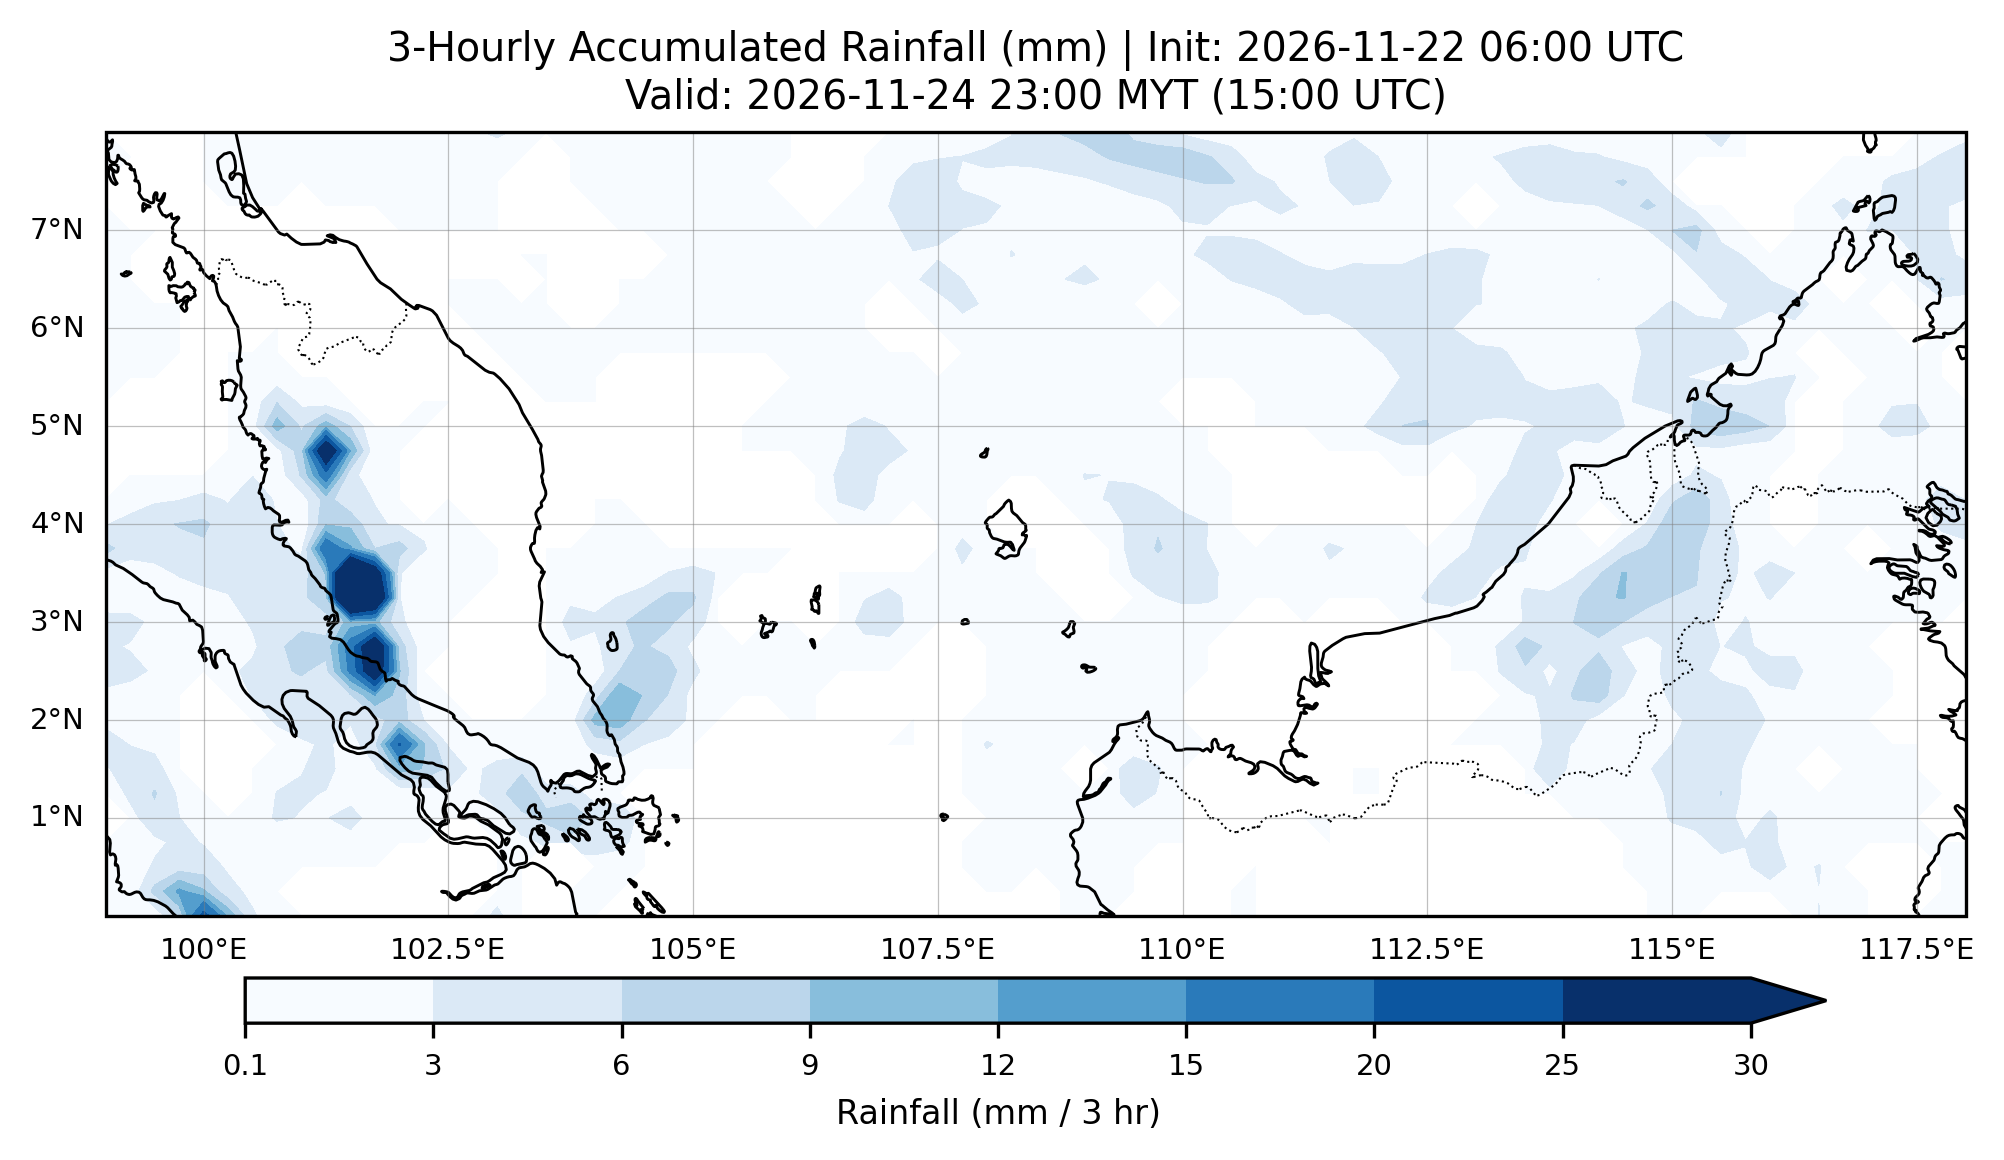 3-Hourly Accumulated Rainfall (mm) | Init: 2026-11-22 06:00 UTC
Valid: 2026-11-24 23:00 MYT (15:00 UTC)
7°N
6°N
5°N
4°N
3°N
2°N
1°N
100°E 102.5°E 105°E 107.5°E 110°E 112.5°E 115°E 117.5°E
0.1 3 6 9 12 15 20 25 30
Rainfall (mm / 3 hr)